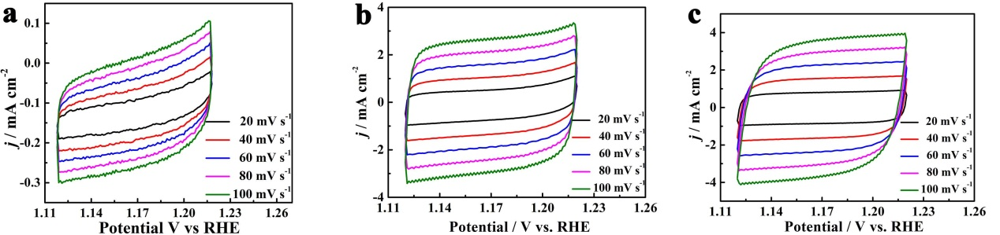 a
0.1
0.0
-0.1
-0.2
-0.3
j / mA cm-2
20 mV s-1
40 mV s-1
60 mV s-1
80 mV s-1
100 mV s-1
1.11 1.14 1.17 1.20 1.23 1.26
Potential V vs RHE
b
4
2
0
-2
-4
j / mA cm-2
20 mV s-1
40 mV s-1
60 mV s-1
80 mV s-1
100 mV s-1
1.11 1.14 1.17 1.20 1.23 1.26
Potential / V vs. RHE
c
4
2
0
-2
-4
j / mA cm-2
20 mV s-1
40 mV s-1
60 mV s-1
80 mV s-1
100 mV s-1
1.11 1.14 1.17 1.20 1.23 1.26
Potential / V vs. RHE